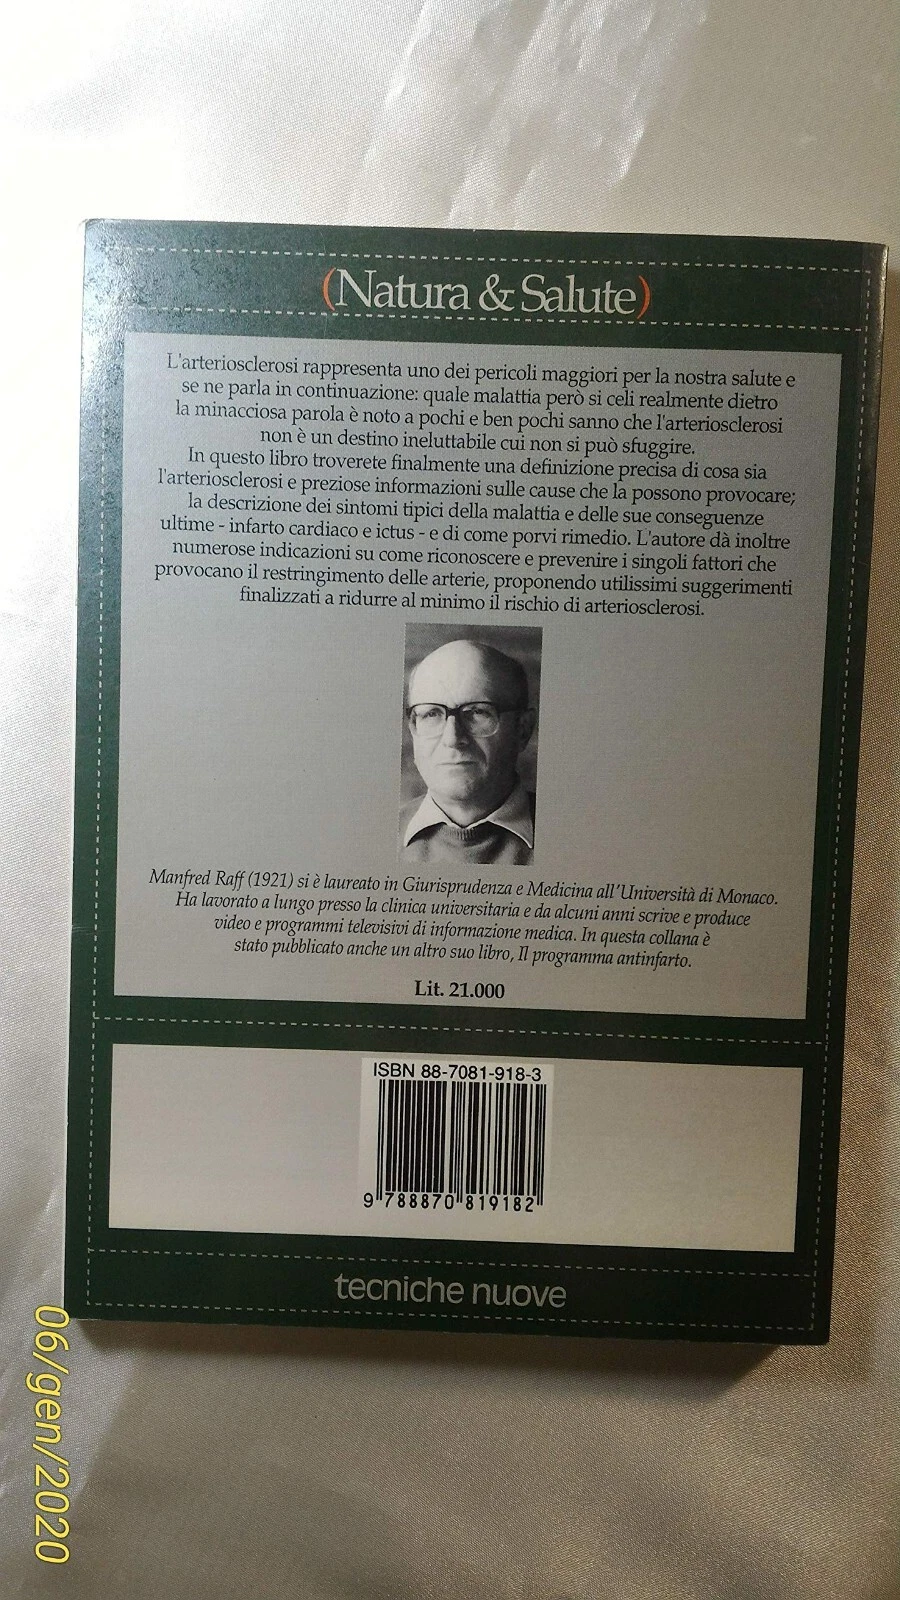 (Natura & Salute)
L'arteriosclerosi rappresenta uno dei pericoli maggiori per la nostra salute e
se ne parla in continuazione: quale malattia però si celi realmente dietro
la minacciosa parola è noto a pochi e ben pochi sanno che l'arteriosclerosi
non è un destino ineluttabile cui non si può sfuggire.
In questo libro troverete finalmente una definizione precisa di cosa sia
l'arteriosclerosi e preziose informazioni sulle cause che la possono provocare;
la descrizione dei sintomi tipici della malattia e delle sue conseguenze
ultime - infarto cardiaco e ictus - e di come porvi rimedio. L'autore dà inoltre
numerose indicazioni su come riconoscere e prevenire i singoli fattori che
provocano il restringimento delle arterie, proponendo utilissimi suggerimenti
finalizzati a ridurre al minimo il rischio di arteriosclerosi.
Manfred Raff (1921) si è laureato in Giurisprudenza e Medicina all'Università di Monaco.
Ha lavorato a lungo presso la clinica universitaria e da alcuni anni scrive e produce
video e programmi televisivi di informazione medica. In questa collana è
stato pubblicato anche un altro suo libro, Il programma antinfarto.
Lit. 21.000
ISBN 88-7081-918-3
9 788870 819182
tecniche nuove
06/gen/2020